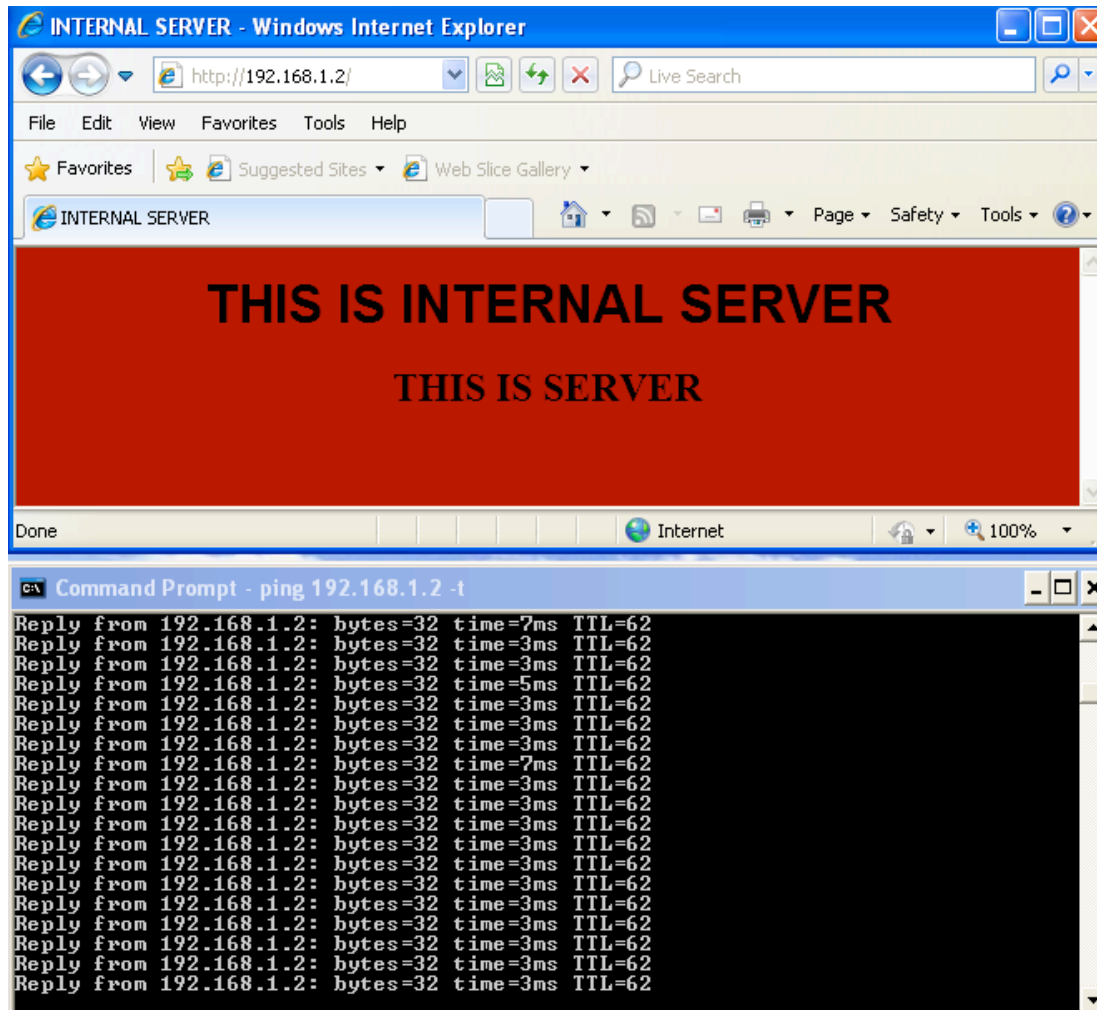 INTERNAL SERVER - Windows Internet Explorer
http://192.168.1.2/ Live Search
File Edit View Favorites Tools Help
Favorites Suggested Sites Web Slice Gallery
INTERNAL SERVER Page Safety Tools
THIS IS INTERNAL SERVER
THIS IS SERVER
Done Internet 100%
Command Prompt - ping 192.168.1.2 -t
Reply from 192.168.1.2: bytes=32 time=7ms TTL=62
Reply from 192.168.1.2: bytes=32 time=3ms TTL=62
Reply from 192.168.1.2: bytes=32 time=3ms TTL=62
Reply from 192.168.1.2: bytes=32 time=5ms TTL=62
Reply from 192.168.1.2: bytes=32 time=3ms TTL=62
Reply from 192.168.1.2: bytes=32 time=3ms TTL=62
Reply from 192.168.1.2: bytes=32 time=3ms TTL=62
Reply from 192.168.1.2: bytes=32 time=7ms TTL=62
Reply from 192.168.1.2: bytes=32 time=3ms TTL=62
Reply from 192.168.1.2: bytes=32 time=3ms TTL=62
Reply from 192.168.1.2: bytes=32 time=3ms TTL=62
Reply from 192.168.1.2: bytes=32 time=3ms TTL=62
Reply from 192.168.1.2: bytes=32 time=3ms TTL=62
Reply from 192.168.1.2: bytes=32 time=3ms TTL=62
Reply from 192.168.1.2: bytes=32 time=3ms TTL=62
Reply from 192.168.1.2: bytes=32 time=3ms TTL=62
Reply from 192.168.1.2: bytes=32 time=3ms TTL=62
Reply from 192.168.1.2: bytes=32 time=3ms TTL=62
Reply from 192.168.1.2: bytes=32 time=3ms TTL=62